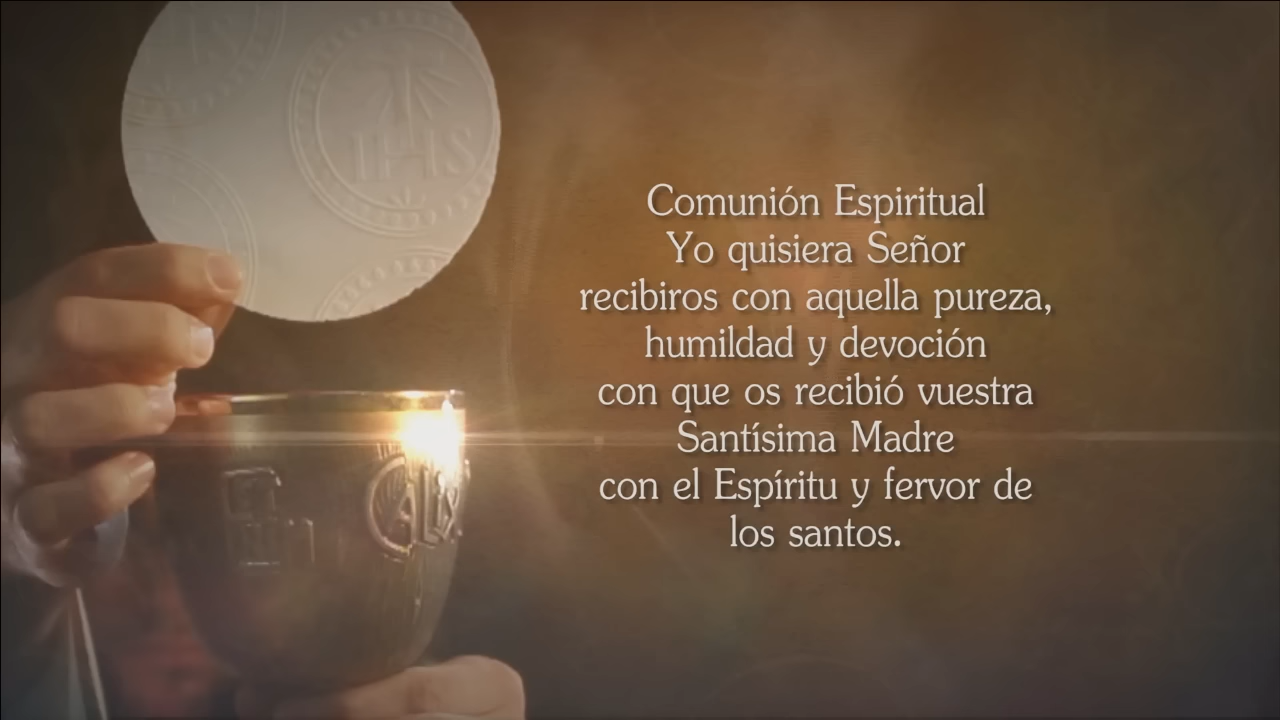 IHS
Comunión Espiritual
Yo quisiera Señor
recibiros con aquella pureza,
humildad y devoción
con que os recibió vuestra
Santísima Madre
con el Espíritu y fervor de
los santos.